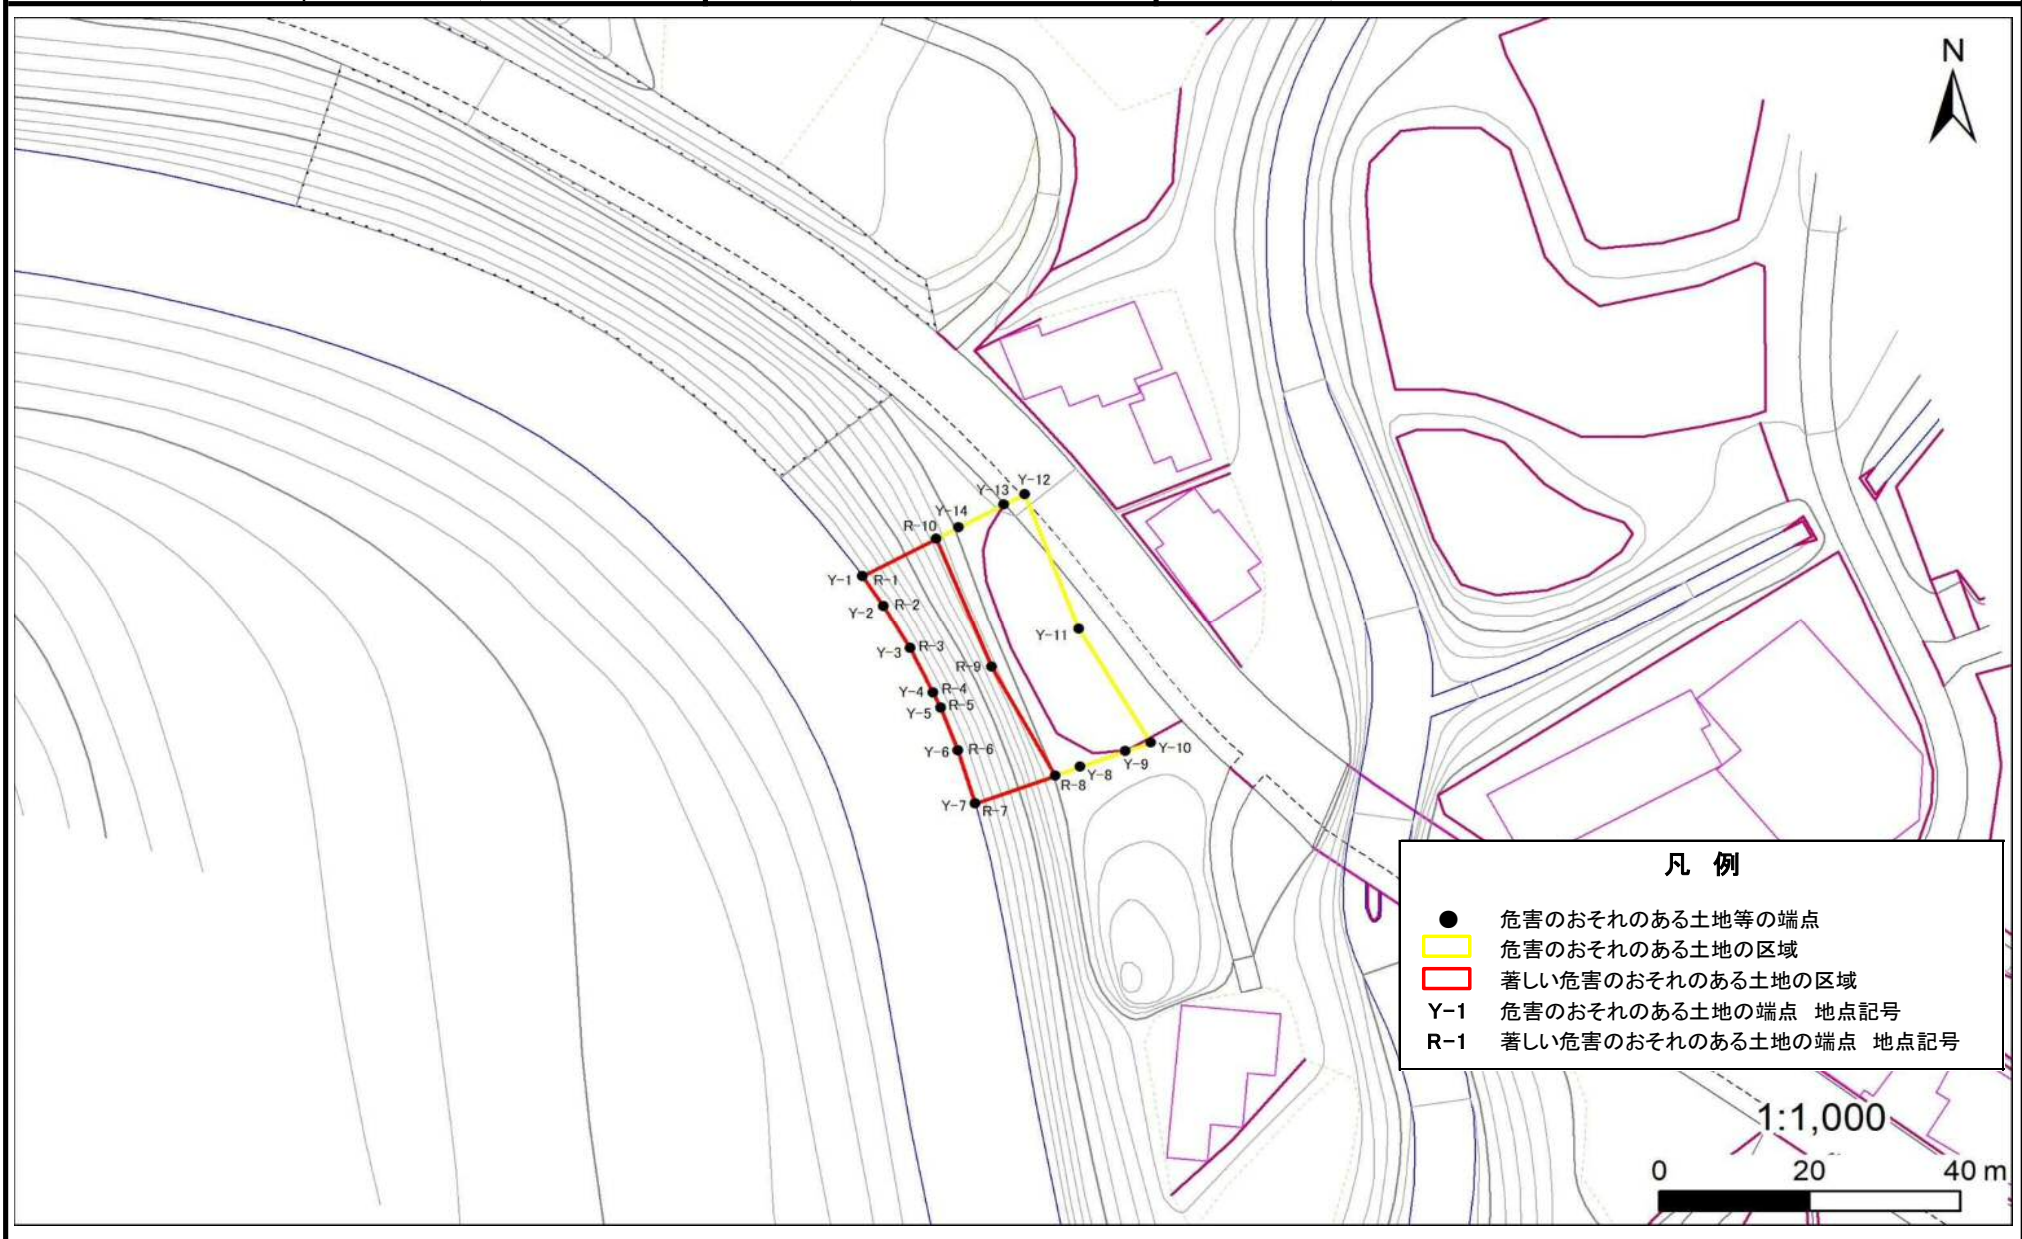 N
Y-12
Y-13
Y-14
R-10
Y-1
R-1
Y-2
R-2
Y-11
Y-3
R-3
R-9
Y-4
R-4
Y-5
R-5
Y-6
R-6
Y-10
Y-9
Y-8
R-8
Y-7
R-7
凡 例
危害のおそれのある土地等の端点
危害のおそれのある土地の区域
著しい危害のおそれのある土地の区域
Y-1 危害のおそれのある土地の端点 地点記号
R-1 著しい危害のおそれのある土地の端点 地点記号
1:1,000
0 20 40 m